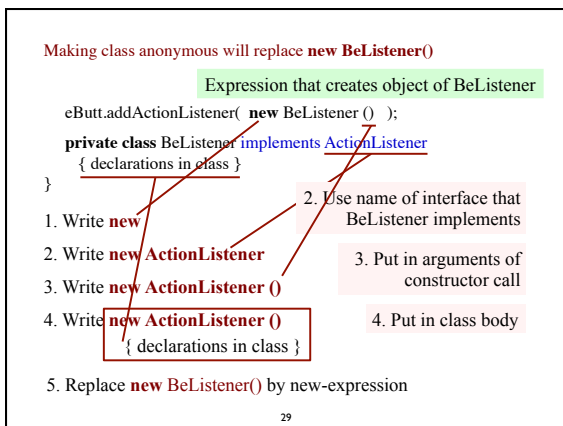 Making class anonymous will replace new BeListener()
Expression that creates object of BeListener
eButt.addActionListener( new BeListener () );
private class BeListener implements ActionListener
{ declarations in class }
}
1. Write new
2. Use name of interface that
BeListener implements
2. Write new ActionListener
3. Put in arguments of
constructor call
3. Write new ActionListener ()
4. Write new ActionListener ()
{ declarations in class }
4. Put in class body
5. Replace new BeListener() by new-expression
29